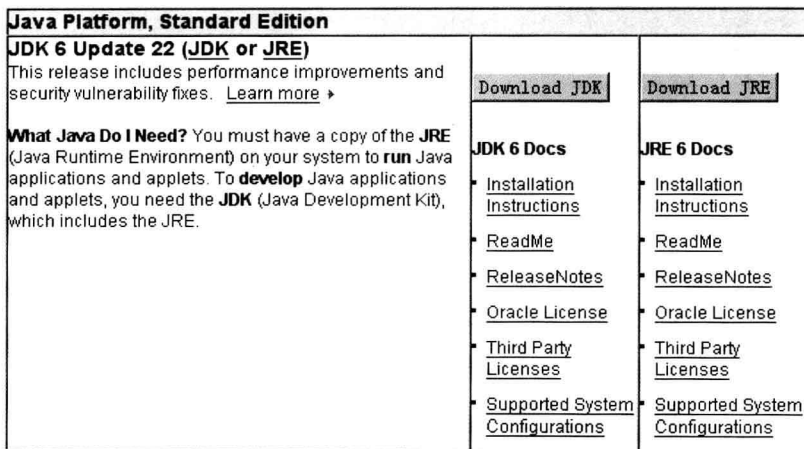 Java Platform, Standard Edition
JDK 6 Update 22 (JDK or JRE)
This release includes performance improvements and
security vulnerability fixes. Learn more
What Java Do I Need? You must have a copy of the JRE
(Java Runtime Environment) on your system to run Java
applications and applets. To develop Java applications
and applets, you need the JDK (Java Development Kit),
which includes the JRE.
Download JDK
JDK 6 Docs
Installation
Instructions
ReadMe
ReleaseNotes
Oracle License
Third Party
Licenses
Supported System
Configurations
Download JRE
JRE 6 Docs
Installation
Instructions
ReadMe
ReleaseNotes
Oracle License
Third Party
Licenses
Supported System
Configurations